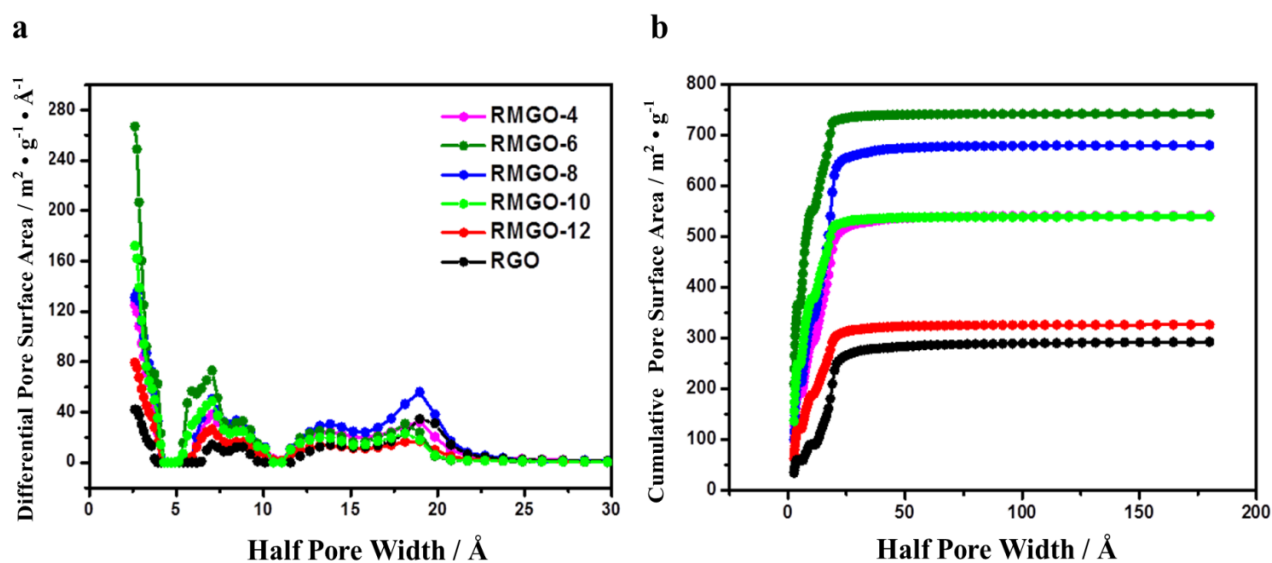 a
Differential Pore Surface Area / m² • g⁻¹ • Å⁻¹
280
240
200
160
120
80
40
0
RMGO-4
RMGO-6
RMGO-8
RMGO-10
RMGO-12
RGO
0 5 10 15 20 25 30
Half Pore Width / Å
b
Cumulative Pore Surface Area / m² • g⁻¹
800
700
600
500
400
300
200
100
0
0 50 100 150 200
Half Pore Width / Å